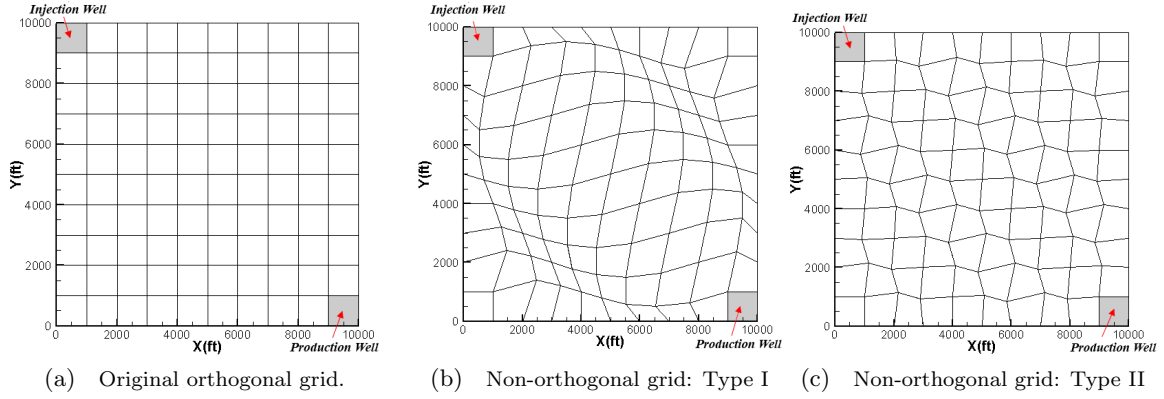 Injection Well
10000
8000
6000
4000
2000
0
Y(ft)
0
2000
4000
6000
8000
10000
X(ft)
Production Well
(a) Original orthogonal grid.
Injection Well
10000
8000
6000
4000
2000
0
Y(ft)
0
2000
4000
6000
8000
10000
X(ft)
Production Well
(b) Non-orthogonal grid: Type I
Injection Well
10000
8000
6000
4000
2000
0
Y(ft)
0
2000
4000
6000
8000
10000
X(ft)
Production Well
(c) Non-orthogonal grid: Type II